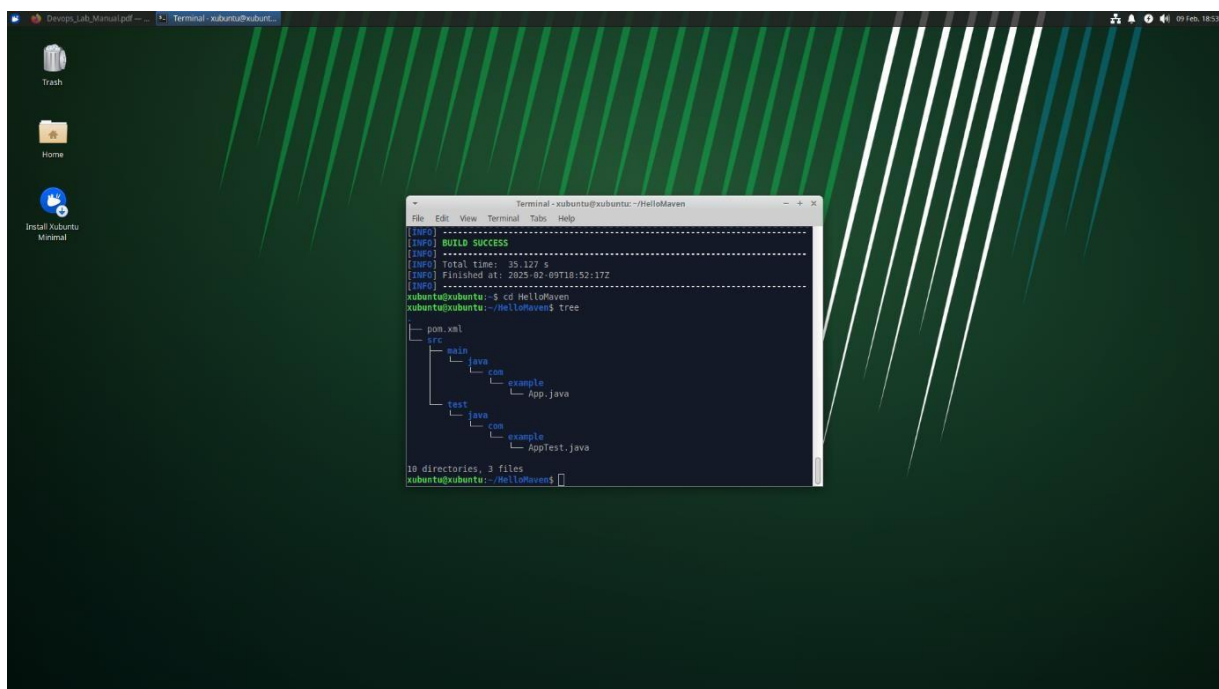 Devops_Lab_Manual.pdf — ...
Terminal - xubuntu@xubunt...
09 Feb, 18:53
Trash
Home
Install Xubuntu
Minimal
Terminal - xubuntu@xubuntu: ~/HelloMaven
File Edit View Terminal Tabs Help
[INFO] ------------------------------------------------------------------------
[INFO] BUILD SUCCESS
[INFO] ------------------------------------------------------------------------
[INFO] Total time:  35.127 s
[INFO] Finished at: 2025-02-09T18:52:17Z
[INFO] ------------------------------------------------------------------------
xubuntu@xubuntu:~$ cd HelloMaven
xubuntu@xubuntu:~/HelloMaven$ tree
.
├── pom.xml
└── src
    ├── main
    │   └── java
    │       └── com
    │           └── example
    │               └── App.java
    └── test
        └── java
            └── com
                └── example
                    └── AppTest.java
10 directories, 3 files
xubuntu@xubuntu:~/HelloMaven$